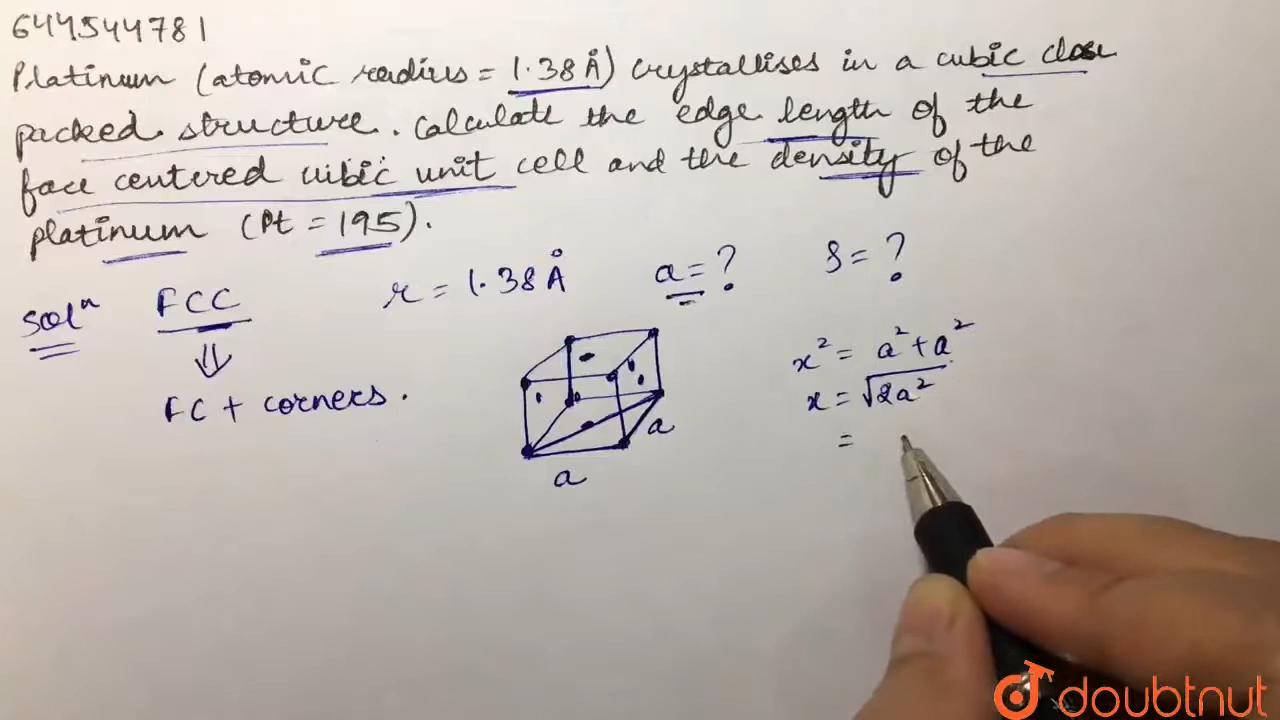 644544781
Platinum (atomic radius = 1.38 Å) crystallises in a cubic close
packed structure. Calculate the edge length of the
face centered cubic unit cell and the density of the
platinum (Pt = 195).
Solⁿ FCC r = 1.38 Å a = ? ρ = ?
⇓
FC + corners.
x² = a² + a²
x = √2a²
=
a
a
doubtnut